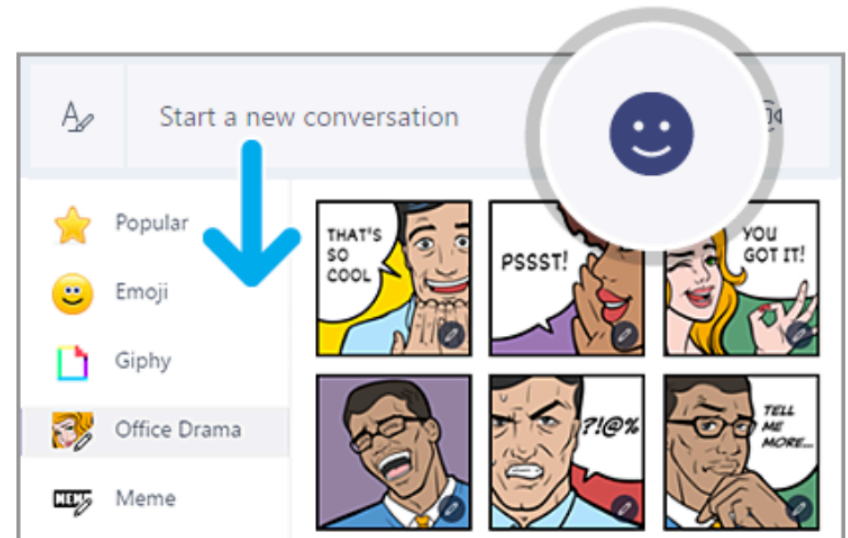 Start a new conversation
Popular
Emoji
Giphy
Office Drama
Meme
THAT'S
SO
COOL
PSSST!
YOU
GOT IT!
?!@%
TELL
ME
MORE...
MEME